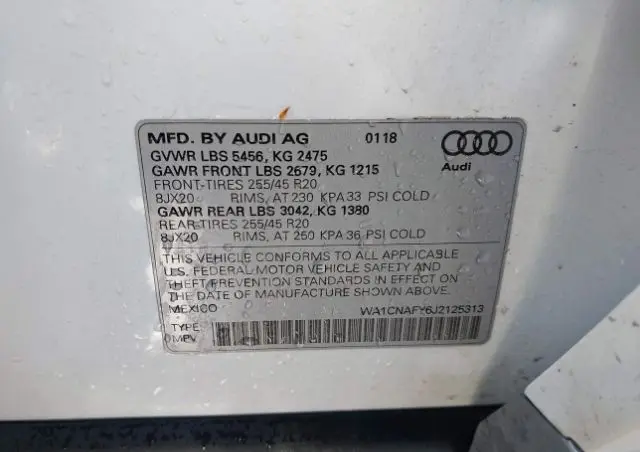 MFD. BY AUDI AG 0118
GVWR LBS 5456, KG 2475
GAWR FRONT LBS 2679, KG 1215 Audi
FRONT-TIRES 255/45 R20
8JX20 RIMS, AT 230 KPA 33 PSI COLD
GAWR REAR LBS 3042, KG 1380
REAR-TIRES 255/45 R20
8JX20 RIMS, AT 250 KPA 36 PSI COLD
THIS VEHICLE CONFORMS TO ALL APPLICABLE
U.S. FEDERAL MOTOR VEHICLE SAFETY AND
THEFT PREVENTION STANDARDS IN EFFECT ON
THE DATE OF MANUFACTURE SHOWN ABOVE.
MEXICO WA1CNAFY6J2125313
TYPE:
MPV